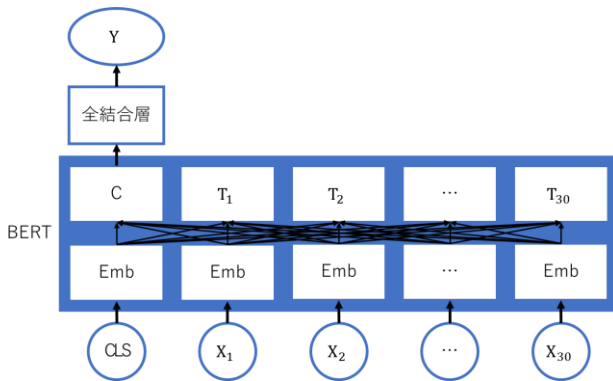 Y
全結合層
C T₁ T₂ … T₃₀
BERT
Emb Emb Emb … Emb
CLS X₁ X₂ … X₃₀